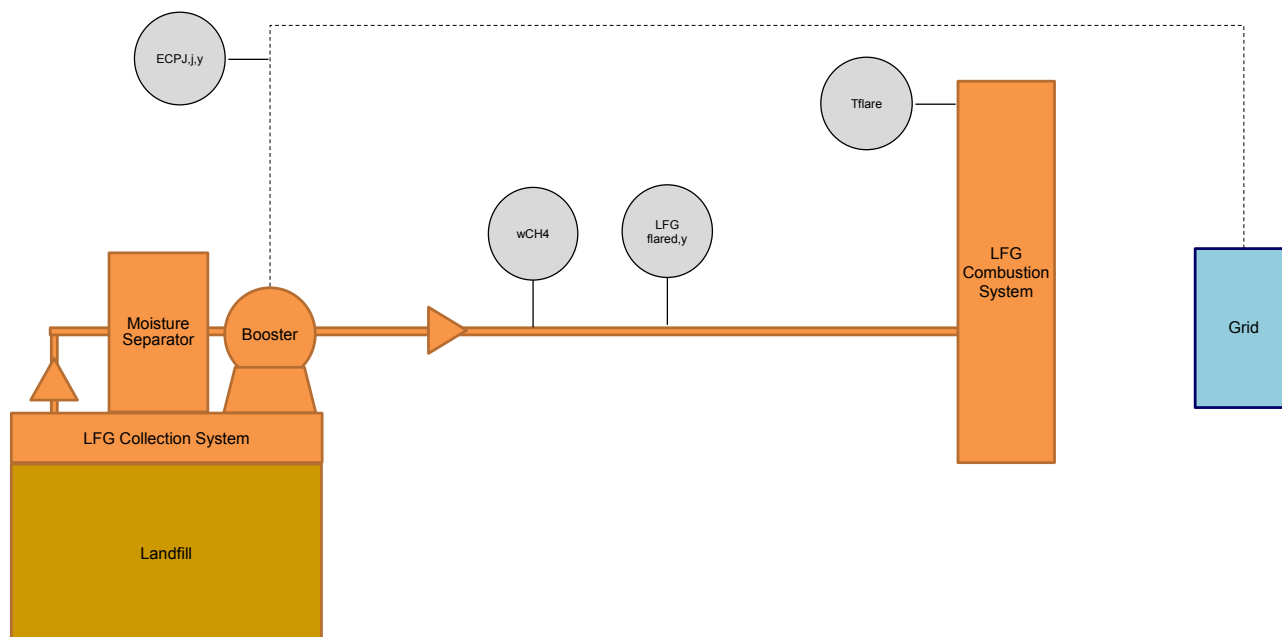 ECPJ,j,y
Tflare
wCH4
LFG
flared,y
LFG
Combustion
System
Moisture
Separator
Booster
Grid
LFG Collection System
Landfill